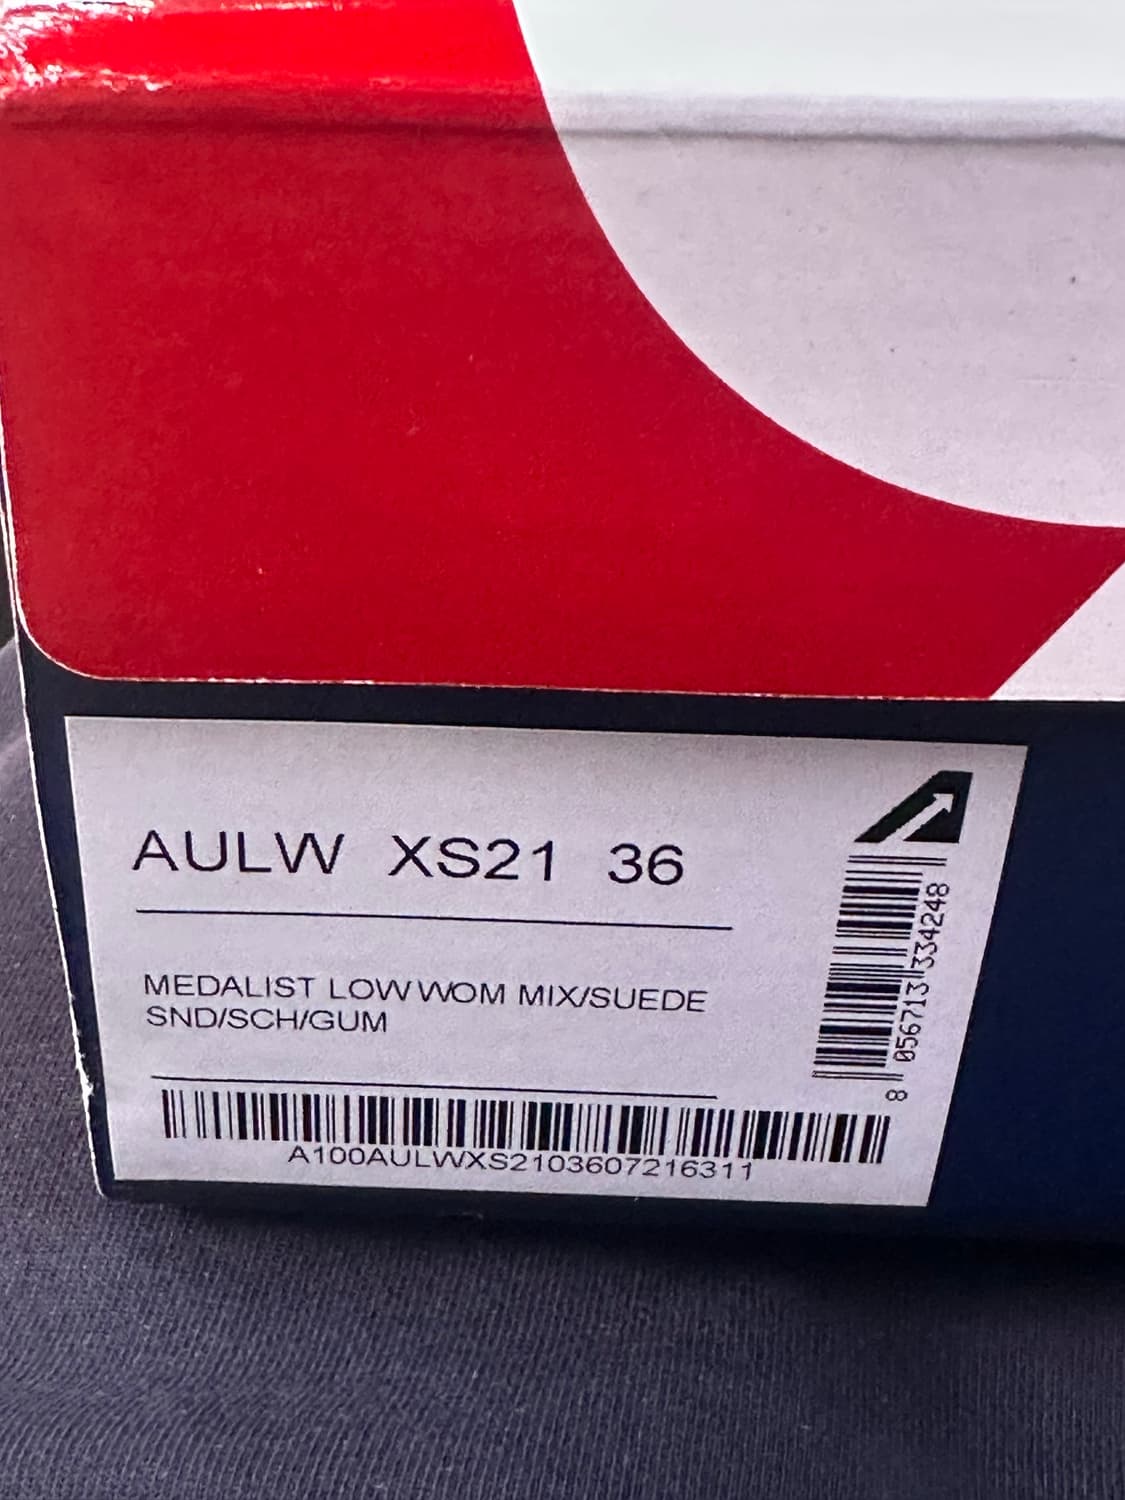 AULW XS21 36
MEDALIST LOW WOM MIX/SUEDE
SND/SCH/GUM
A100AULWXS2103607216311
8 056713 334248